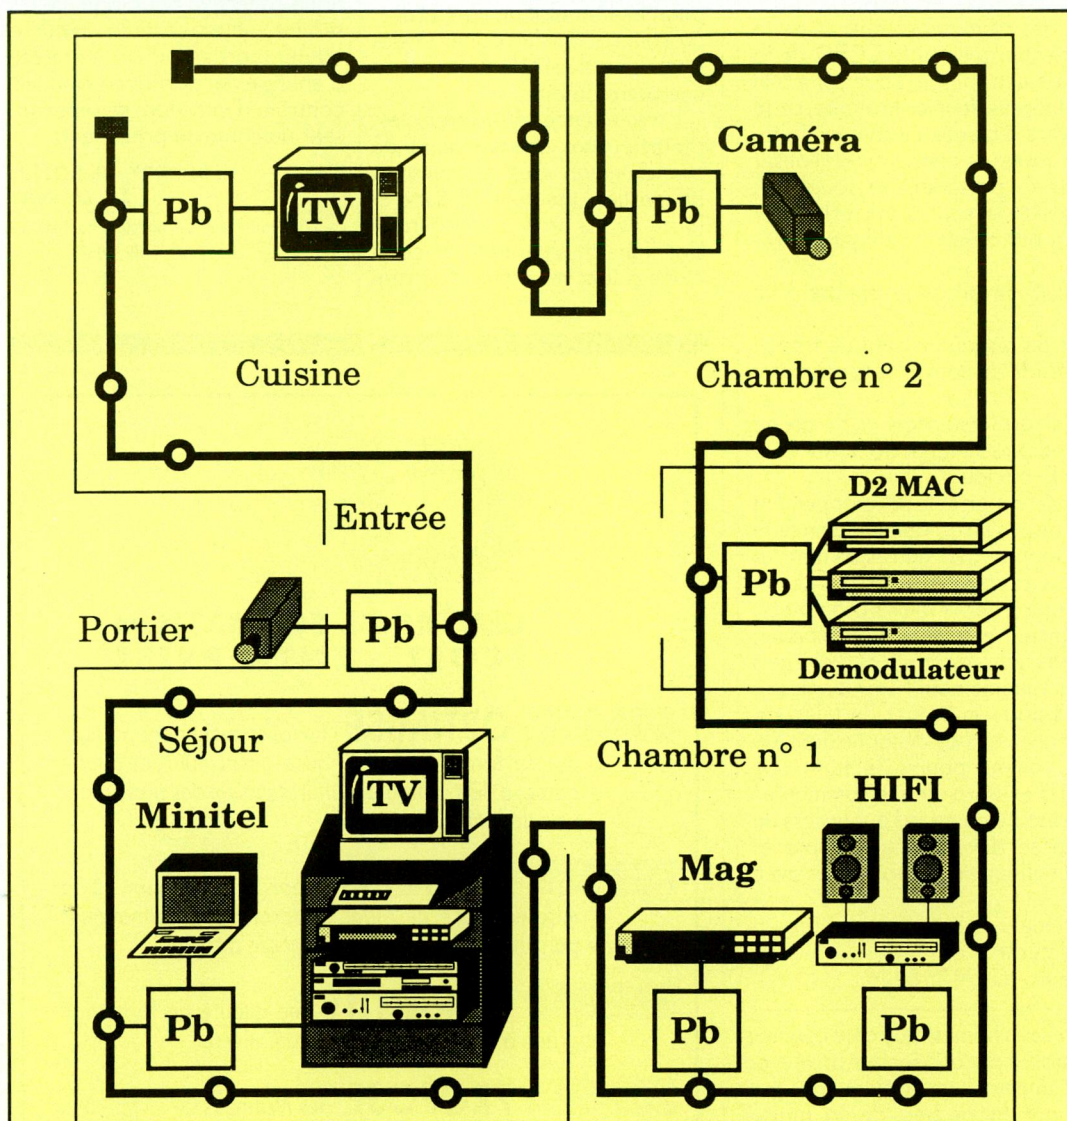 Caméra
Pb
TV
Pb
Cuisine
Chambre n° 2
D2 MAC
Entrée
Pb
Portier
Pb
Demodulateur
Séjour
Chambre n° 1
TV
HIFI
Minitel
Mag
Pb
Pb
Pb